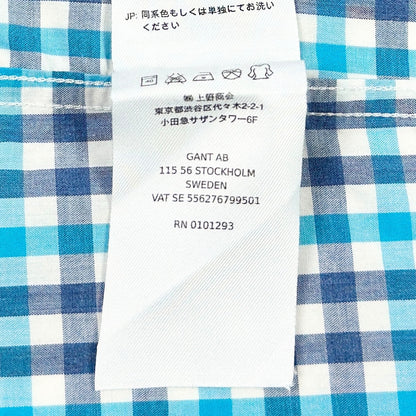 JP: 同系色もしくは単独にてお洗い
ください
㈱上野商会
東京都渋谷区代々木2-2-1
小田急サザンタワー6F
GANT AB
115 56 STOCKHOLM
SWEDEN
VAT SE 556276799501
RN 0101293